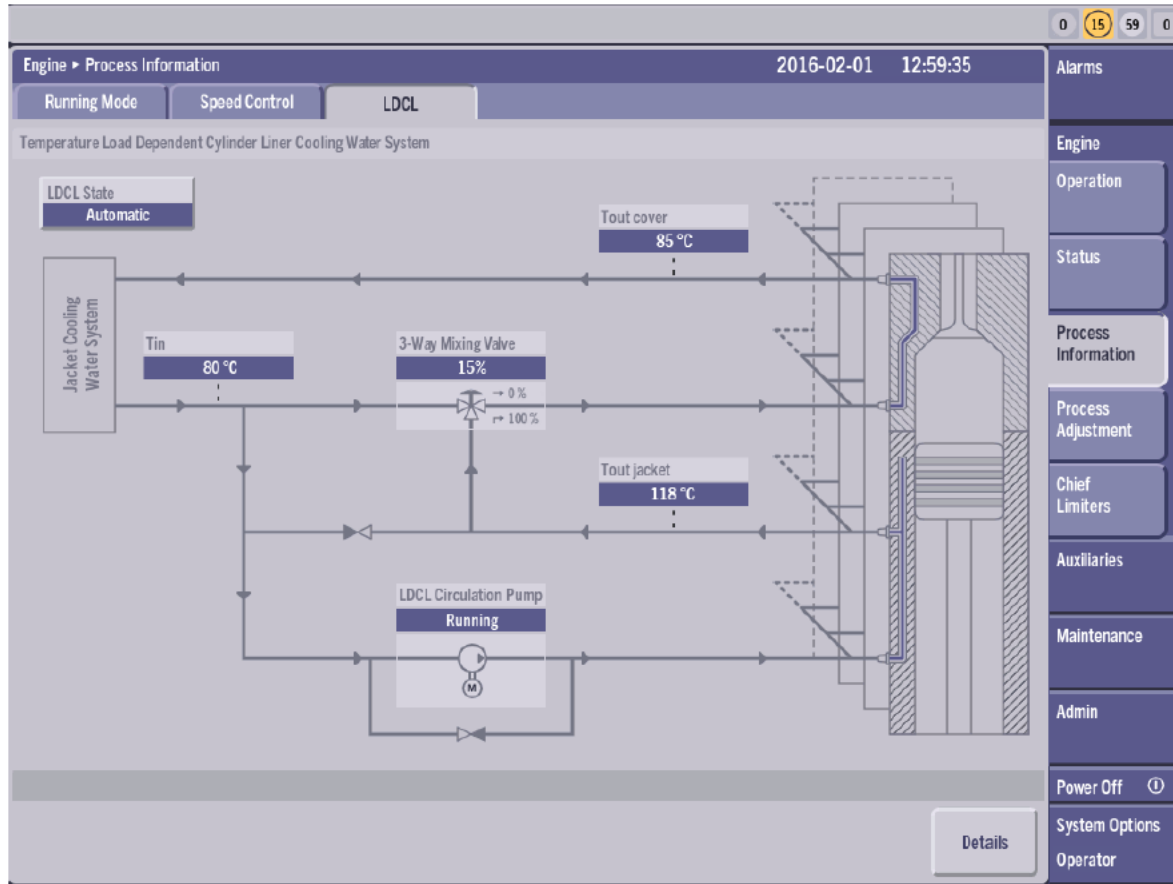 0 15 59 0
Engine ▸ Process Information 2016-02-01 12:59:35
Running Mode Speed Control LDCL
Temperature Load Dependent Cylinder Liner Cooling Water System
LDCL State
Automatic
Jacket Cooling
Water System
Tout cover
85 °C
Tin
80 °C
3-Way Mixing Valve
15%
→ 0 %
↱ 100 %
Tout jacket
118 °C
LDCL Circulation Pump
Running
M
Details
Alarms
Engine
Operation
Status
Process
Information
Process
Adjustment
Chief
Limiters
Auxiliaries
Maintenance
Admin
Power Off
System Options
Operator